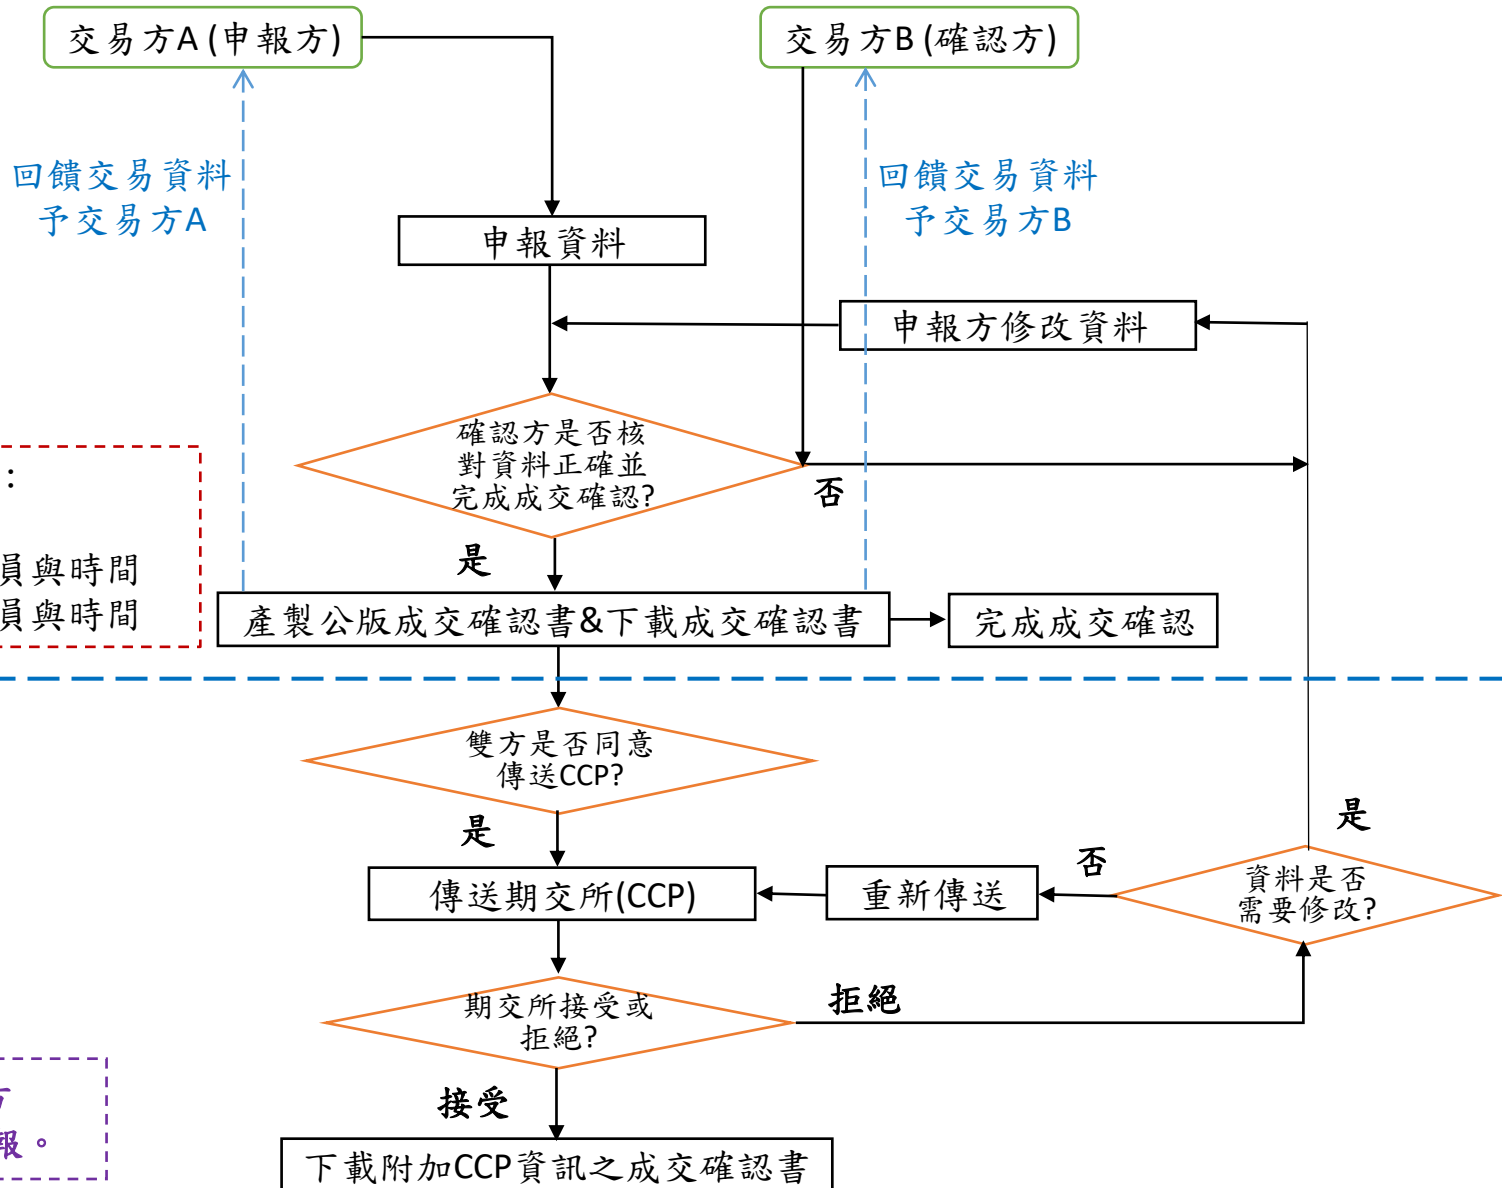 交易方A (申報方)
交易方B (確認方)
回饋交易資料
予交易方A
回饋交易資料
予交易方B
申報資料
申報方修改資料
確認方是否核
對資料正確並
完成成交確認?
否
：
員與時間
員與時間
是
產製公版成交確認書&下載成交確認書
完成成交確認
雙方是否同意
傳送CCP?
是
是
傳送期交所(CCP)
重新傳送
否
資料是否
需要修改?
期交所接受或
拒絕?
拒絕
接受
方
報。
下載附加CCP資訊之成交確認書